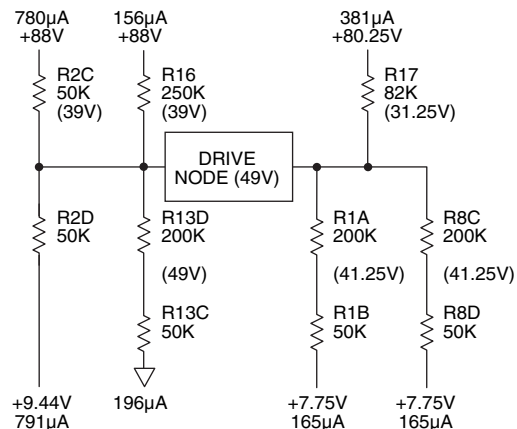 780µA
+88V
156µA
+88V
381µA
+80.25V
R2C
50K
(39V)
R16
250K
(39V)
R17
82K
(31.25V)
DRIVE
NODE (49V)
R2D
50K
R13D
200K
(49V)
R13C
50K
R1A
200K
(41.25V)
R1B
50K
R8C
200K
(41.25V)
R8D
50K
+9.44V
791µA
196µA
+7.75V
165µA
+7.75V
165µA